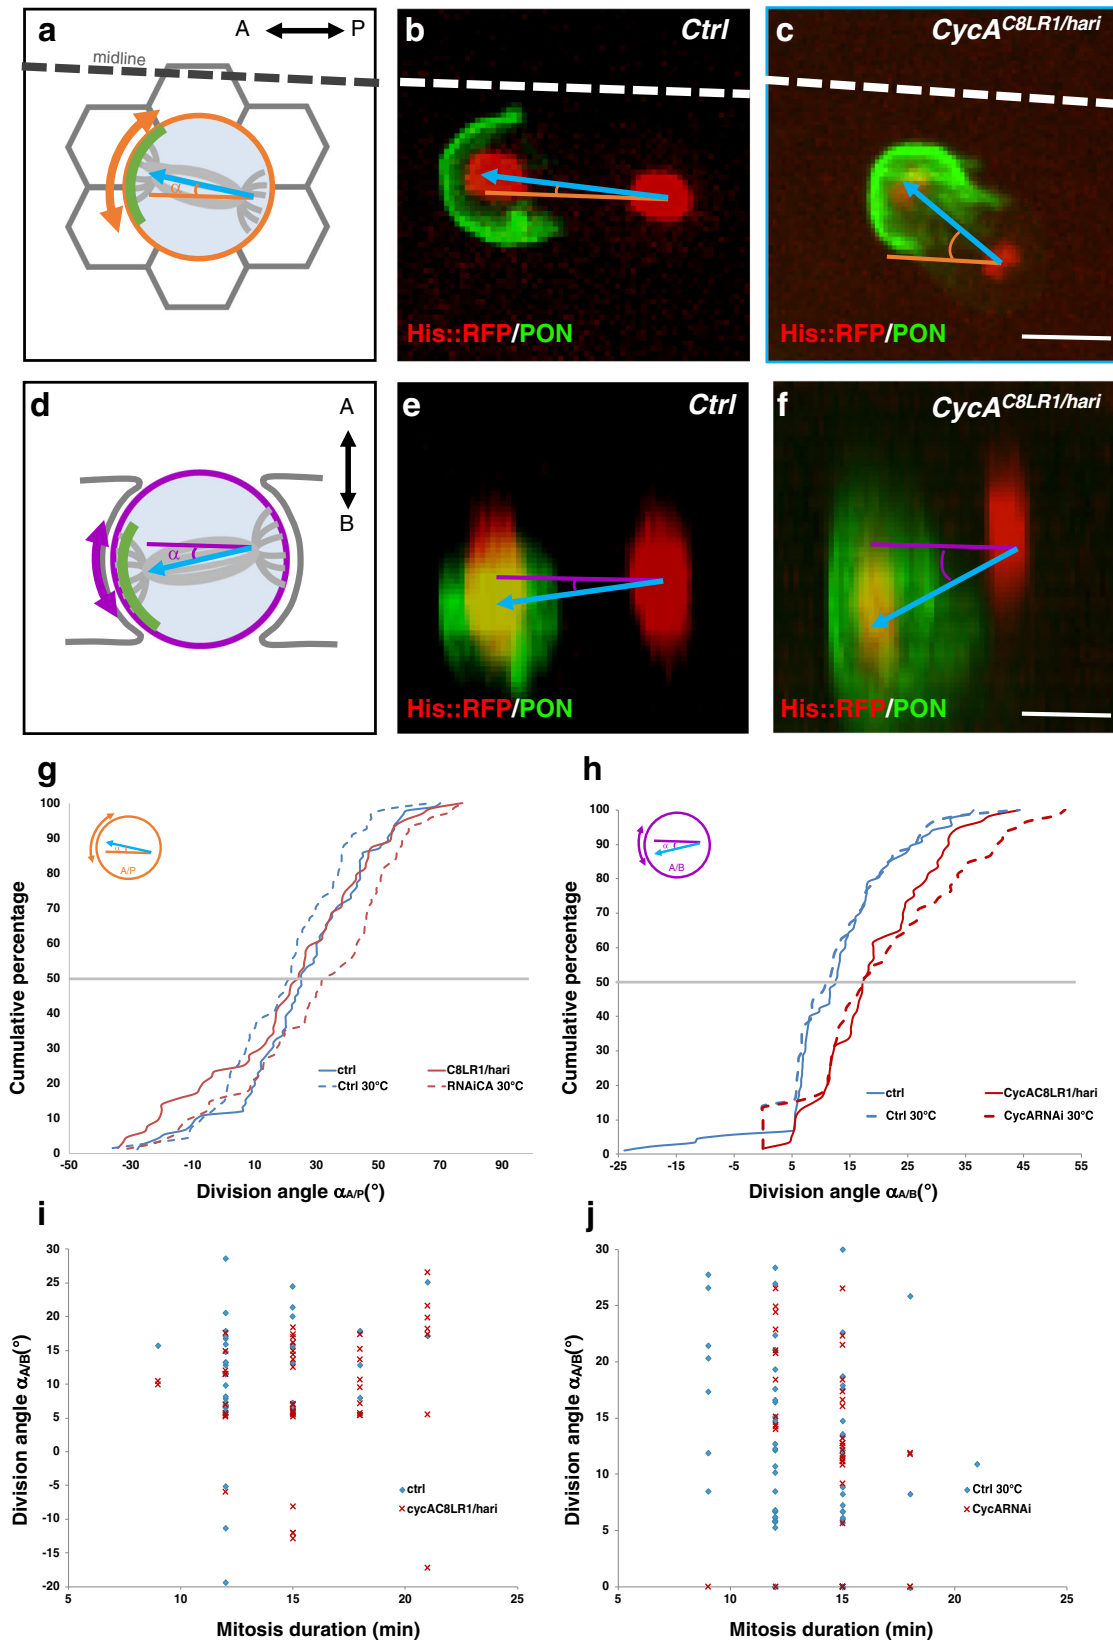 a
A
P
midline
α
b
Ctrl
His::RFP/PON
c
CycA^C8LR1/hari
His::RFP/PON
d
A
B
α
e
Ctrl
His::RFP/PON
f
CycA^C8LR1/hari
His::RFP/PON
g
Cumulative percentage
100
90
80
70
60
50
40
30
20
10
0
α
A/P
ctrl
C8LR1/hari
Ctrl 30°C
RNAiCA 30°C
-50 -30 -10 10 30 50 70 90
Division angle αA/P(°)
h
Cumulative percentage
100
90
80
70
60
50
40
30
20
10
0
α
A/B
ctrl
CycAC8LR1/hari
Ctrl 30°C
CycARNAi 30°C
-25 -15 -5 5 15 25 35 45 55
Division angle αA/B(°)
i
Division angle αA/B(°)
30
25
20
15
10
5
0
-5
-10
-15
-20
ctrl
cycAC8LR1/hari
5 10 15 20 25
Mitosis duration (min)
j
Division angle αA/B(°)
30
25
20
15
10
5
0
Ctrl 30°C
CycARNAi
5 10 15 20 25
Mitosis duration (min)